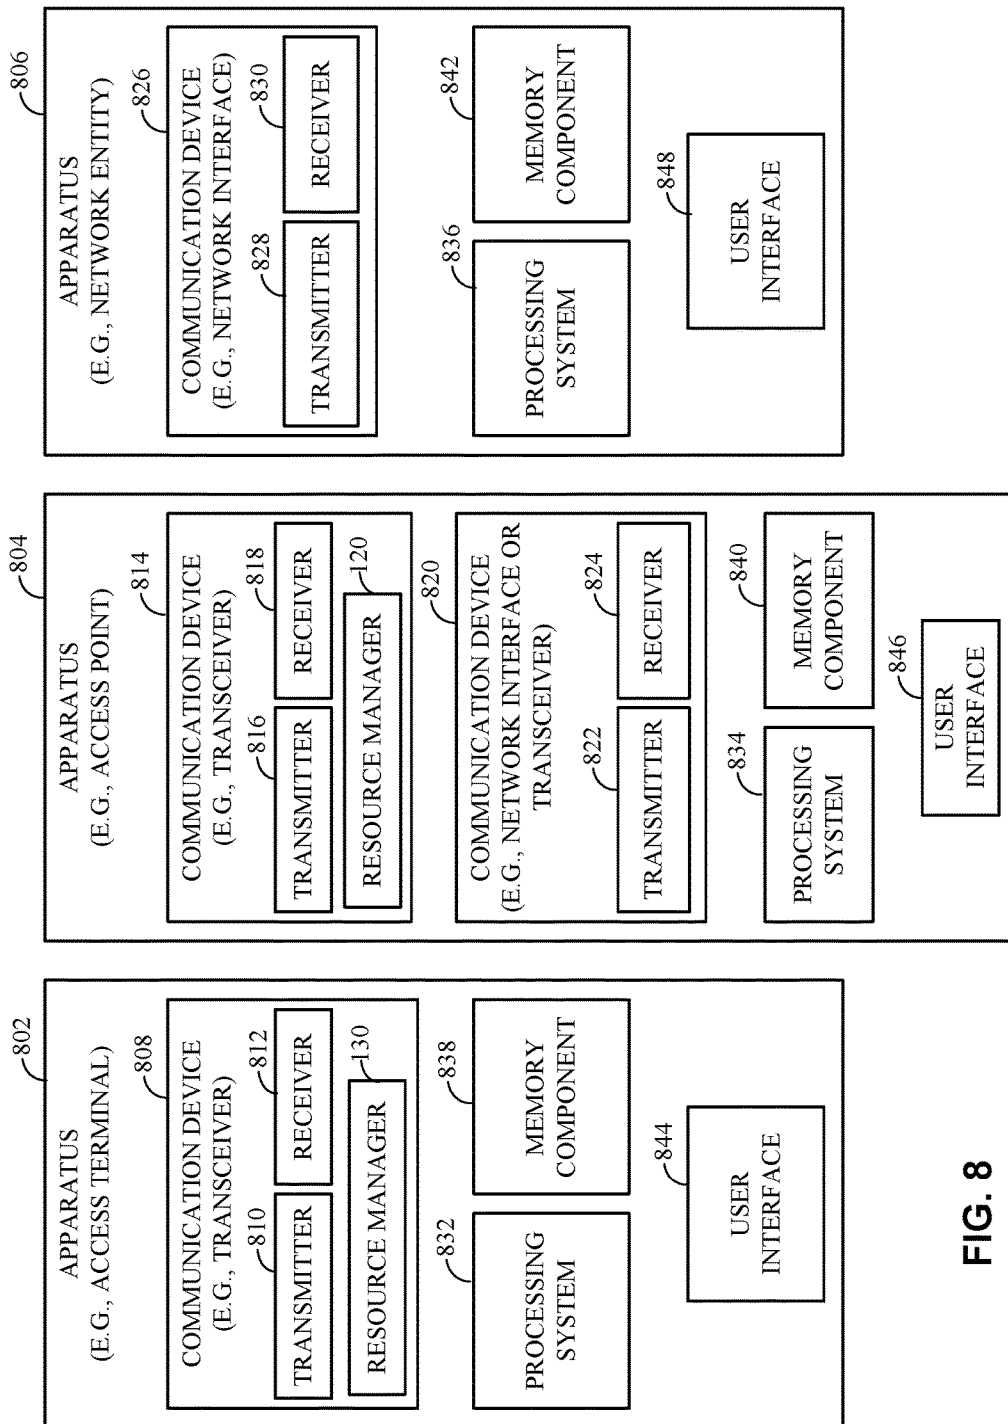 802
APPARATUS
(E.G., ACCESS TERMINAL)
808
COMMUNICATION DEVICE
(E.G., TRANSCEIVER)
810
TRANSMITTER
812
RECEIVER
130
RESOURCE MANAGER
832
PROCESSING
SYSTEM
838
MEMORY
COMPONENT
844
USER
INTERFACE
804
APPARATUS
(E.G., ACCESS POINT)
814
COMMUNICATION DEVICE
(E.G., TRANSCEIVER)
816
TRANSMITTER
818
RECEIVER
120
RESOURCE MANAGER
820
COMMUNICATION DEVICE
(E.G., NETWORK INTERFACE OR
TRANSCEIVER)
822
TRANSMITTER
824
RECEIVER
834
PROCESSING
SYSTEM
840
MEMORY
COMPONENT
846
USER
INTERFACE
806
APPARATUS
(E.G., NETWORK ENTITY)
826
COMMUNICATION DEVICE
(E.G., NETWORK INTERFACE)
828
TRANSMITTER
830
RECEIVER
836
PROCESSING
SYSTEM
842
MEMORY
COMPONENT
848
USER
INTERFACE
FIG. 8